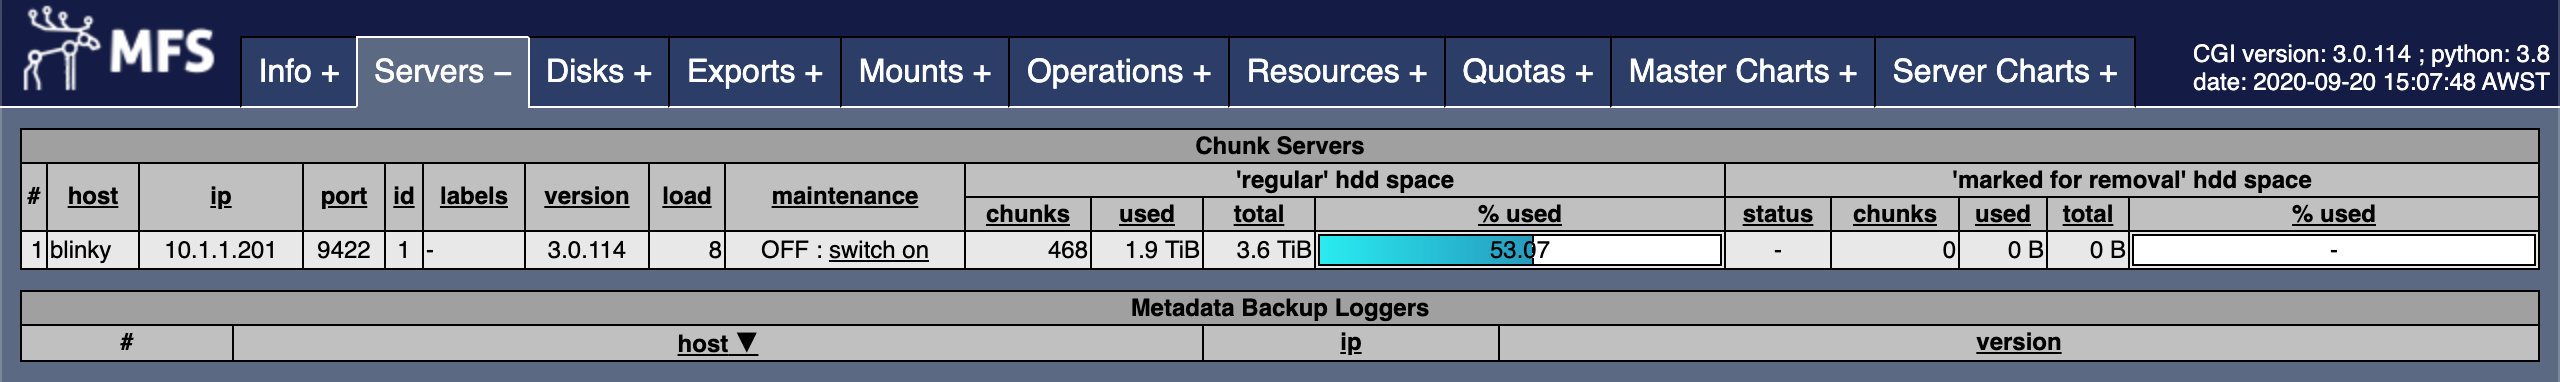 MFS
Info + Servers – Disks + Exports + Mounts + Operations + Resources + Quotas + Master Charts + Server Charts +
CGI version: 3.0.114 ; python: 3.8
date: 2020-09-20 15:07:48 AWST
Chunk Servers
# host ip port id labels version load maintenance 'regular' hdd space 'marked for removal' hdd space
chunks used total % used status chunks used total % used
1 blinky 10.1.1.201 9422 1 - 3.0.114 8 OFF : switch on 468 1.9 TiB 3.6 TiB 53.07 - 0 0 B 0 B -
Metadata Backup Loggers
# host ▼ ip version